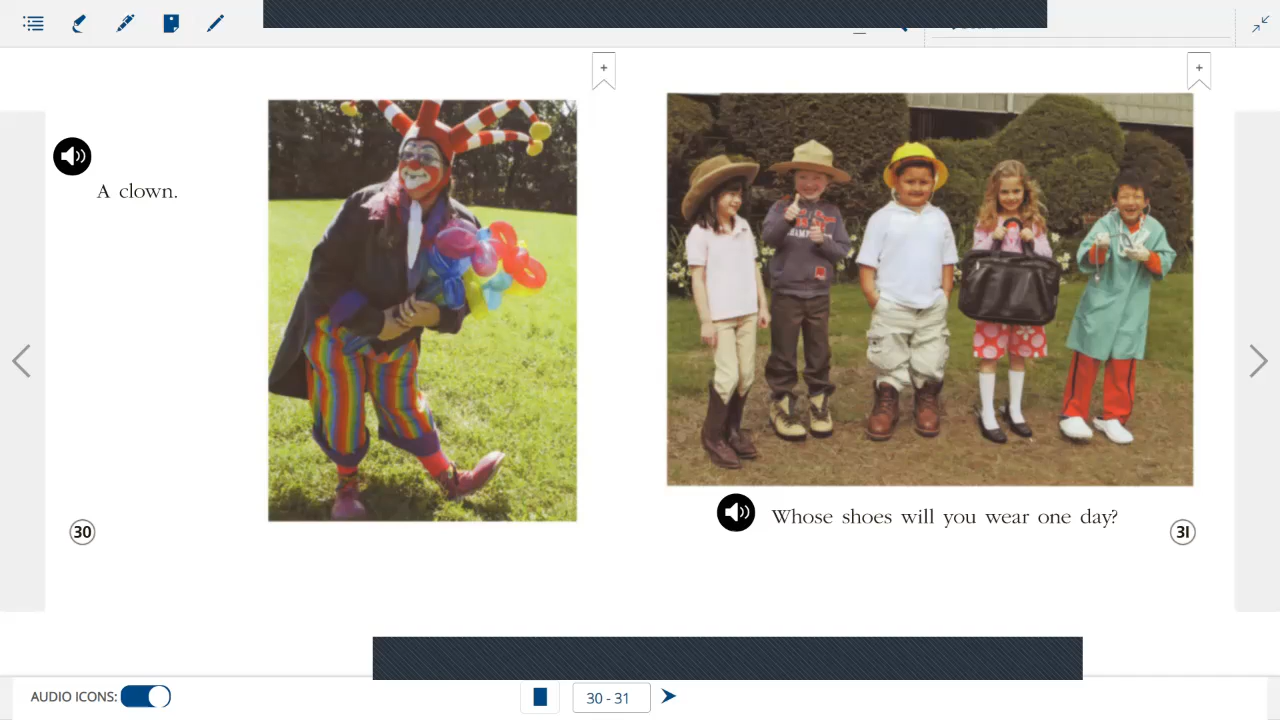 A clown.
30
Whose shoes will you wear one day?
31
AUDIO ICONS:
30 - 31